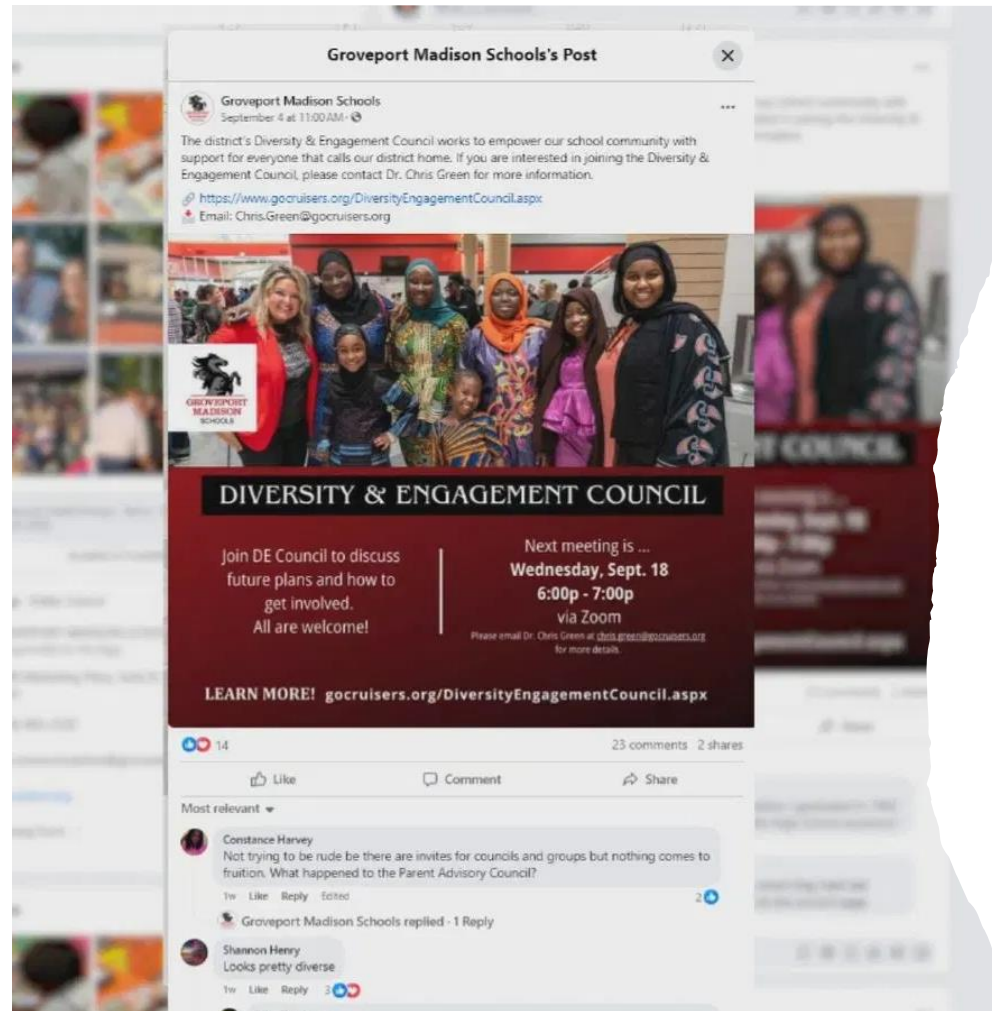 Groveport Madison Schools's Post
Groveport Madison Schools
September 4 at 11:00 AM ·
The district's Diversity & Engagement Council works to empower our school community with
support for everyone that calls our district home. If you are interested in joining the Diversity &
Engagement Council, please contact Dr. Chris Green for more information.
https://www.gocruisers.org/DiversityEngagementCouncil.aspx
Email: Chris.Green@gocruisers.org
GROVEPORT
MADISON
SCHOOLS
DIVERSITY & ENGAGEMENT COUNCIL
Join DE Council to discuss
future plans and how to
get involved.
All are welcome!
Next meeting is ...
Wednesday, Sept. 18
6:00p - 7:00p
via Zoom
Please email Dr. Chris Green at chris.green@gocruisers.org
for more details.
LEARN MORE! gocruisers.org/DiversityEngagementCouncil.aspx
14
23 comments 2 shares
Like Comment Share
Most relevant
Constance Harvey
Not trying to be rude be there are invites for councils and groups but nothing comes to
fruition. What happened to the Parent Advisory Council?
1w Like Reply Edited 2
Groveport Madison Schools replied · 1 Reply
Shannon Henry
Looks pretty diverse
1w Like Reply 3